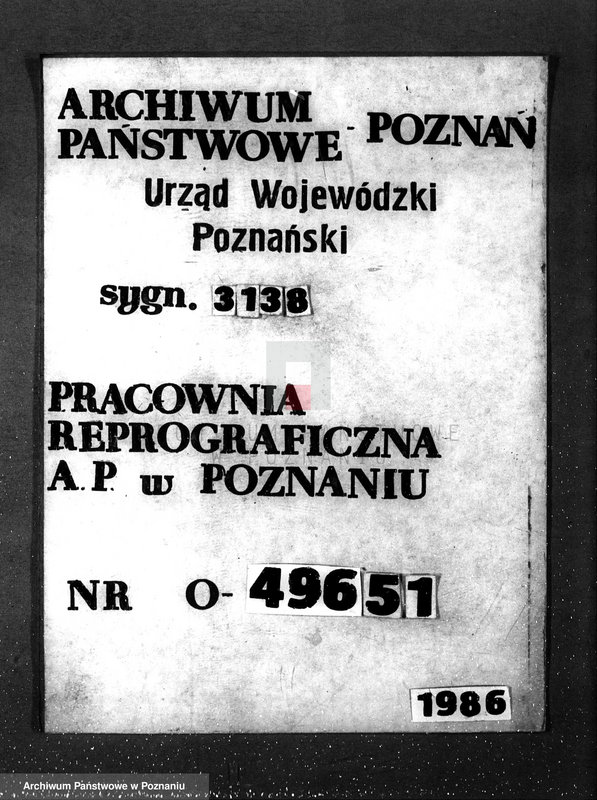 ARCHIWUM
PAŃSTWOWE - POZNAŃ
Urząd Wojewódzki
Poznański
sygn. 3138
PRACOWNIA
REPROGRAFICZNA
A.P. w POZNANIU
NR O-49651
1986
Archiwum Państwowe w Poznaniu